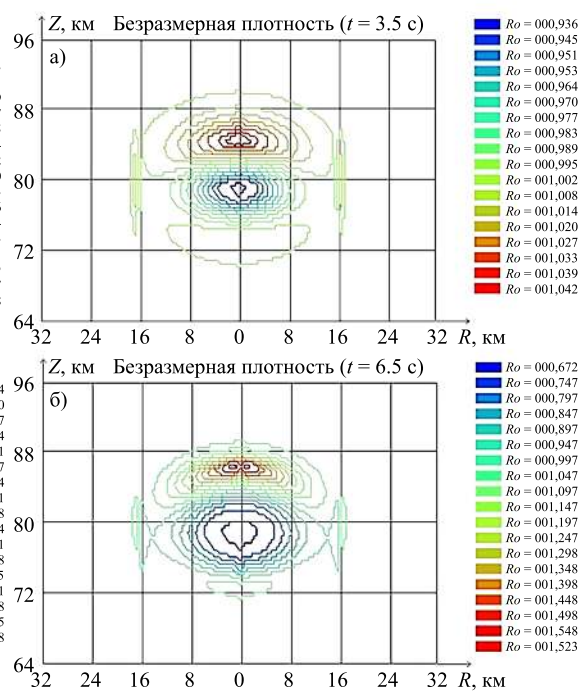 Z, км Безразмерная плотность (t = 3.5 с)
96
а)
88
80
72
64
32 24 16 8 0 8 16 24 32 R, км
Ro = 000,936
Ro = 000,945
Ro = 000,951
Ro = 000,953
Ro = 000,964
Ro = 000,970
Ro = 000,977
Ro = 000,983
Ro = 000,989
Ro = 000,995
Ro = 001,002
Ro = 001,008
Ro = 001,014
Ro = 001,020
Ro = 001,027
Ro = 001,033
Ro = 001,039
Ro = 001,042
Z, км Безразмерная плотность (t = 6.5 с)
96
б)
88
80
72
64
32 24 16 8 0 8 16 24 32 R, км
Ro = 000,672
Ro = 000,747
Ro = 000,797
Ro = 000,847
Ro = 000,897
Ro = 000,947
Ro = 000,997
Ro = 001,047
Ro = 001,097
Ro = 001,147
Ro = 001,197
Ro = 001,247
Ro = 001,298
Ro = 001,348
Ro = 001,398
Ro = 001,448
Ro = 001,498
Ro = 001,548
Ro = 001,523